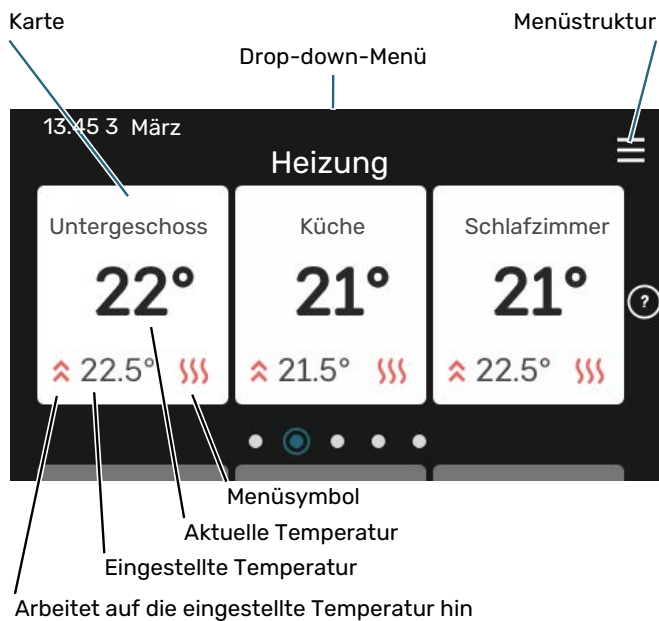 Karte
Menüstruktur
Drop-down-Menü
13.45 3 März
Heizung
Untergeschoss
Küche
Schlafzimmer
22°
21°
21°
?
22.5°
21.5°
22.5°
Menüsymbol
Aktuelle Temperatur
Eingestellte Temperatur
Arbeitet auf die eingestellte Temperatur hin